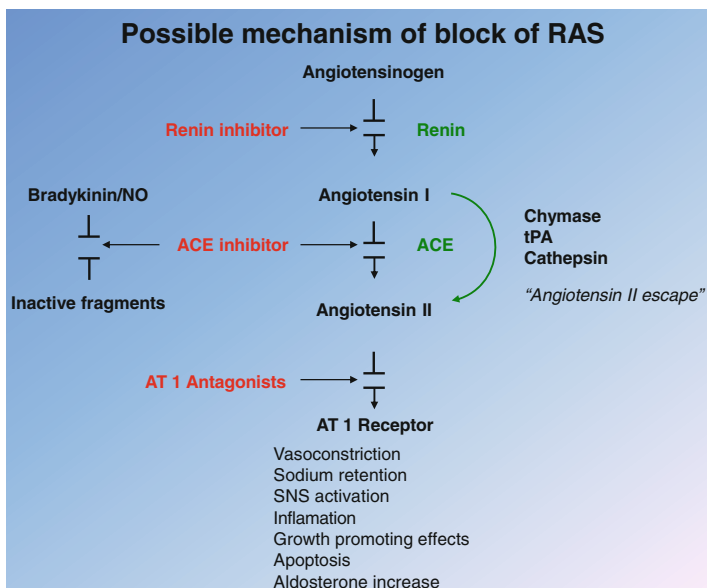 Possible mechanism of block of RAS
Angiotensinogen
Renin inhibitor
Renin
Bradykinin/NO
Angiotensin I
Chymase
tPA
Cathepsin
ACE inhibitor
ACE
Inactive fragments
Angiotensin II
“Angiotensin II escape”
AT 1 Antagonists
AT 1 Receptor
Vasoconstriction
Sodium retention
SNS activation
Inflamation
Growth promoting effects
Apoptosis
Aldosterone increase